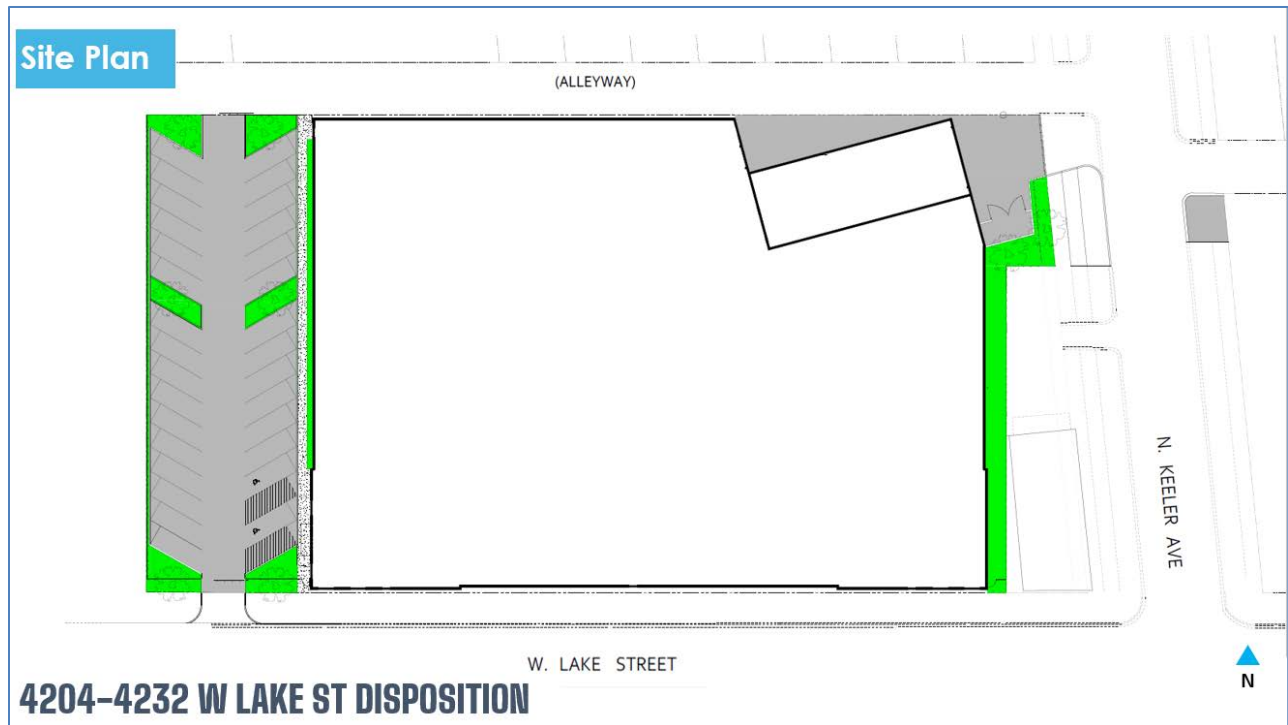 Site Plan
(ALLEYWAY)
N. KEELER AVE
W. LAKE STREET
N
4204-4232 W LAKE ST DISPOSITION